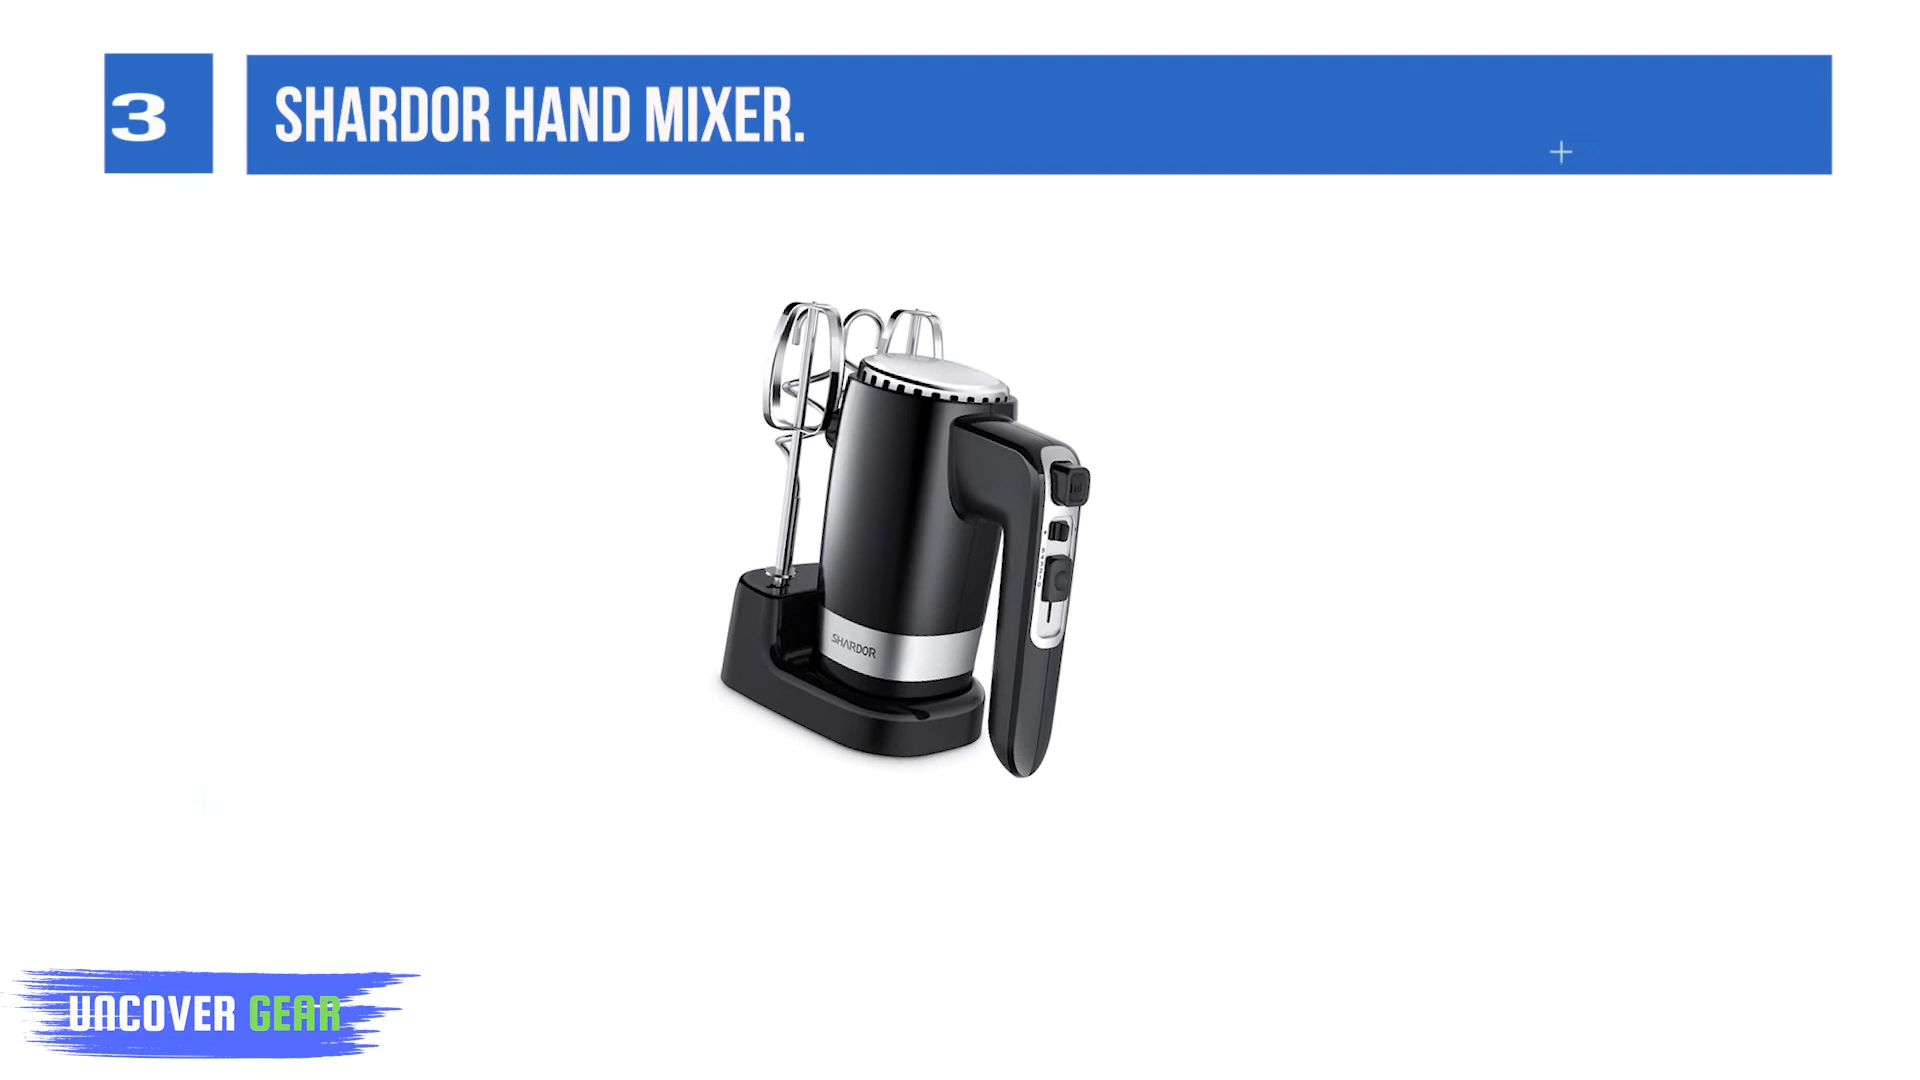 3
SHARDOR HAND MIXER.
SHARDOR
UNCOVER GEAR